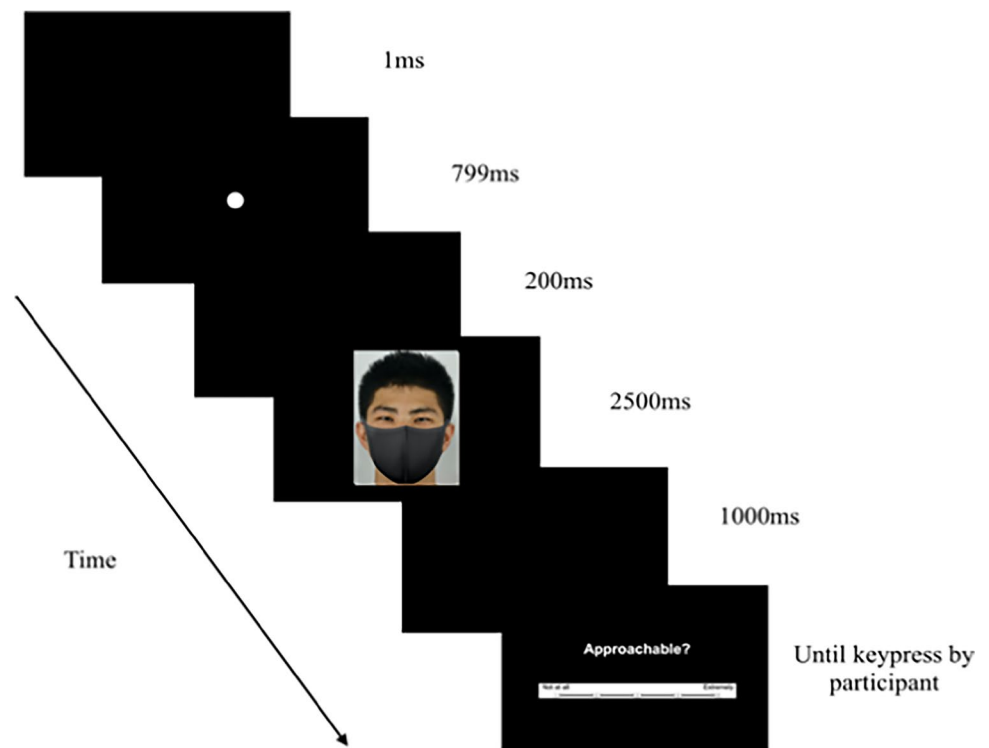 1ms
799ms
200ms
2500ms
1000ms
Time
Approachable?
Not at all Extremely
Until keypress by
participant